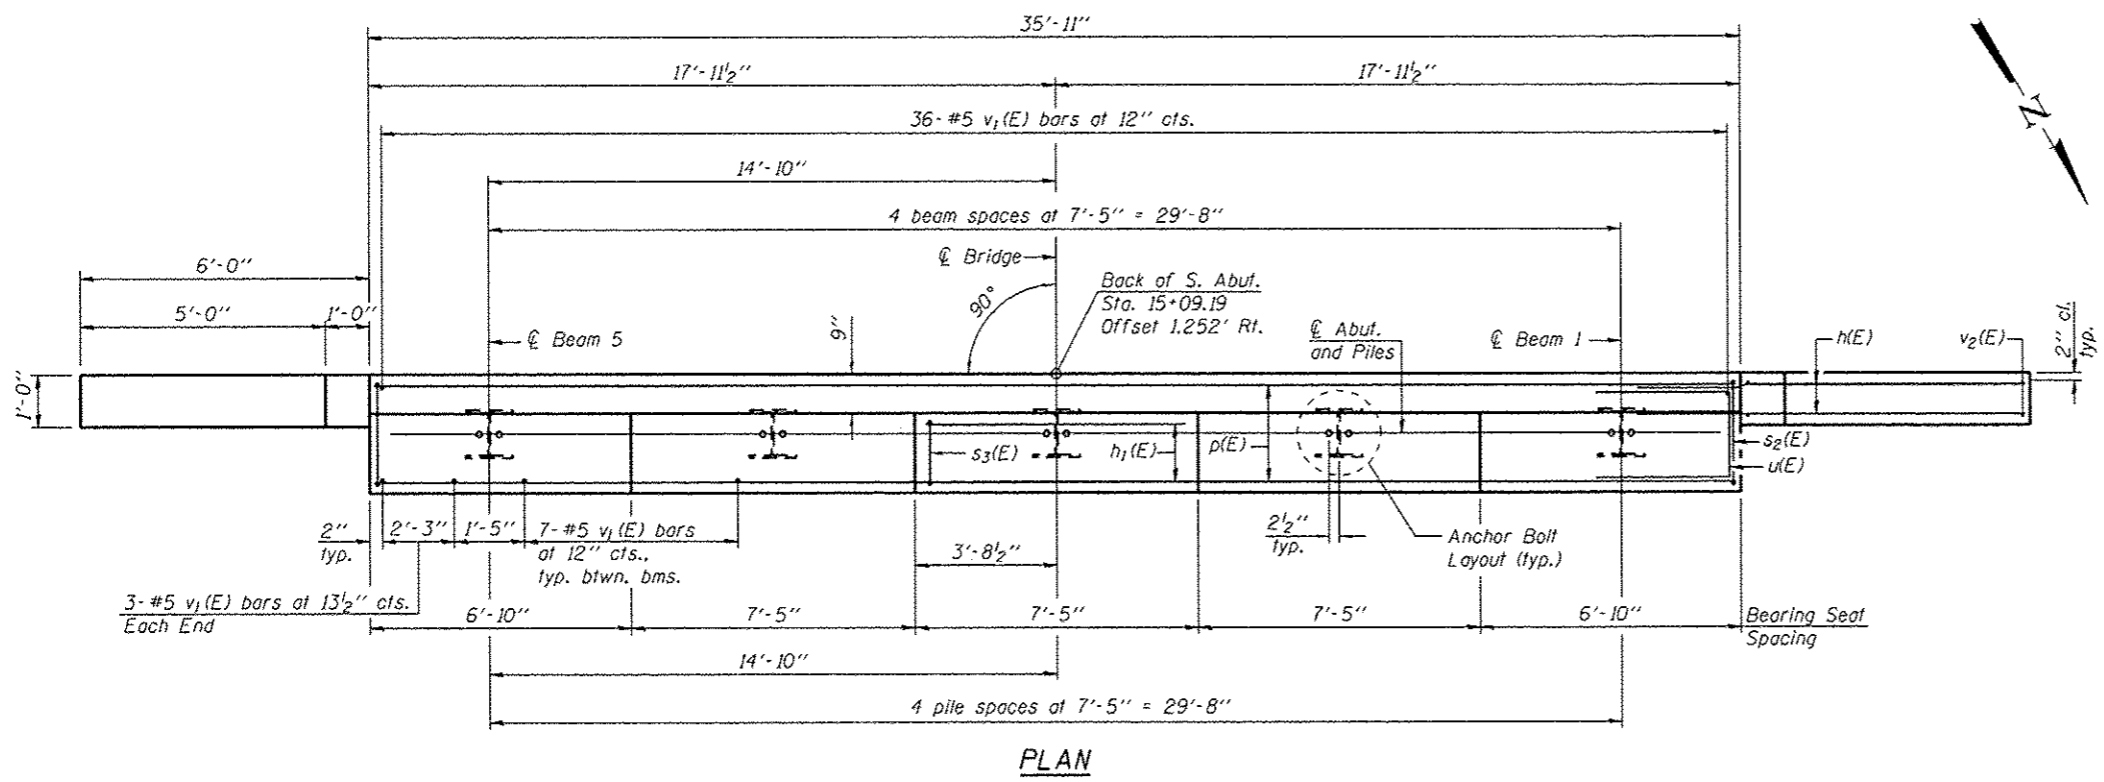 35'-11"
17'-11½" 17'-11½"
36-#5 v₁(E) bars at 12" cts.
14'-10"
4 beam spaces at 7'-5" = 29'-8"
N
℄ Bridge
6'-0"
Back of S. Abut.
Sta. 15+09.19
Offset 1.252' Rt.
90°
5'-0" 1'-0"
9"
℄ Beam 5
℄ Abut.
and Piles
℄ Beam 1
h(E)
v₂(E)
2" cl.
typ.
1'-0"
s₃(E)
h₁(E)
p(E)
s₂(E)
u(E)
2"
typ.
2'-3" 1'-5"
7-#5 v₁(E) bars
at 12" cts.,
typ. btwn. bms.
3'-8½"
2½"
typ.
Anchor Bolt
Layout (typ.)
3-#5 v₁(E) bars at 13½" cts.
Each End
6'-10" 7'-5" 7'-5" 7'-5" 6'-10"
Bearing Seat
Spacing
14'-10"
4 pile spaces at 7'-5" = 29'-8"
PLAN